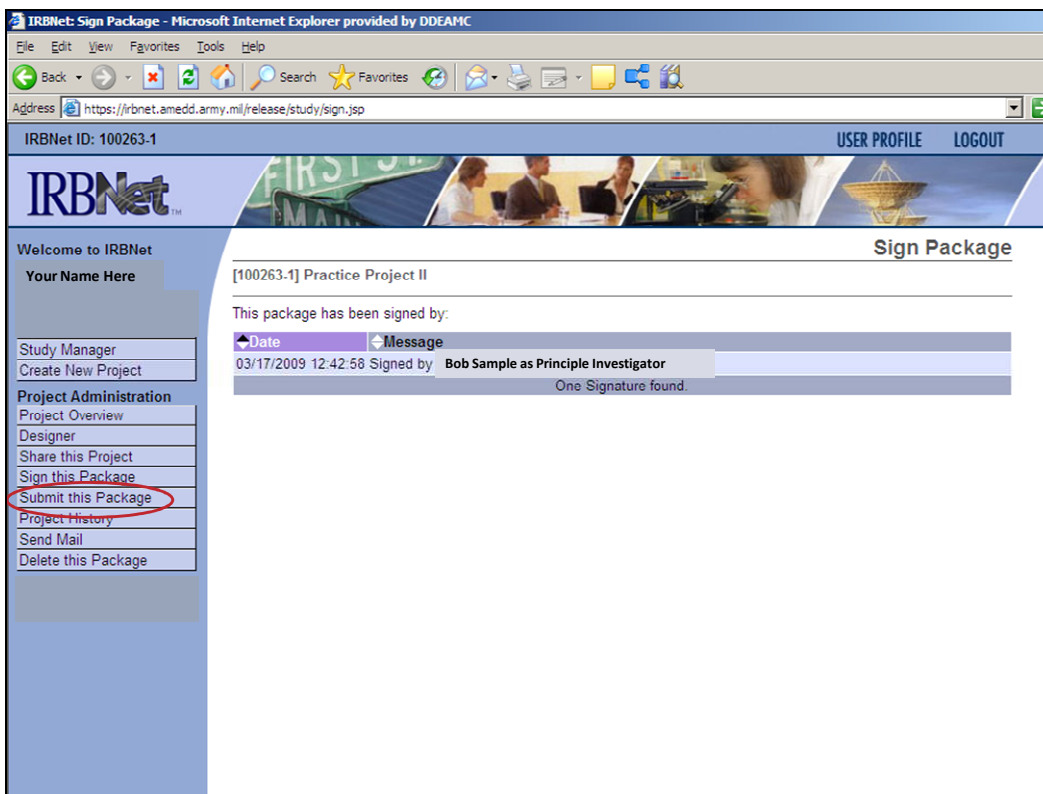 IRBNet: Sign Package - Microsoft Internet Explorer provided by DDEAMC
File Edit View Favorites Tools Help
Back Search Favorites
Address https://irbnet.amedd.army.mil/release/study/sign.jsp
IRBNet ID: 100263-1 USER PROFILE LOGOUT
IRBNet TM
FIRST ST.
MAIN
Welcome to IRBNet
Sign Package
Your Name Here
[100263-1] Practice Project II
This package has been signed by:
Date Message
03/17/2009 12:42:58 Signed by Bob Sample as Principle Investigator
One Signature found.
Study Manager
Create New Project
Project Administration
Project Overview
Designer
Share this Project
Sign this Package
Submit this Package
Project History
Send Mail
Delete this Package